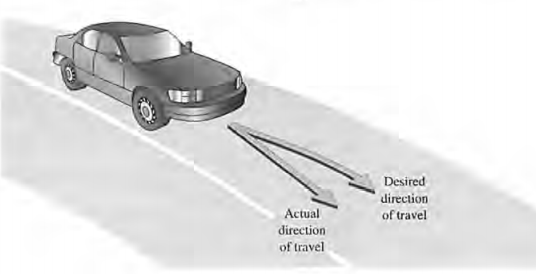 Desired
direction
of travel
Actual
direction
of travel